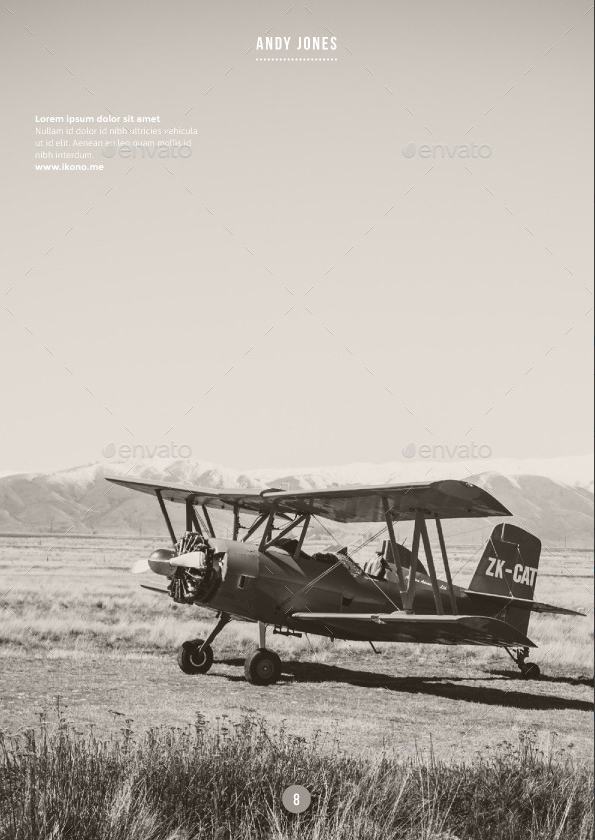 ANDY JONES
Lorem ipsum dolor sit amet
Nullam id dolor id nibh ultricies vehicula
ut id elit. Aenean eu leo quam mollis id
nibh interdum.
www.ikono.me
envato envato
envato envato
ZK-CAT
8